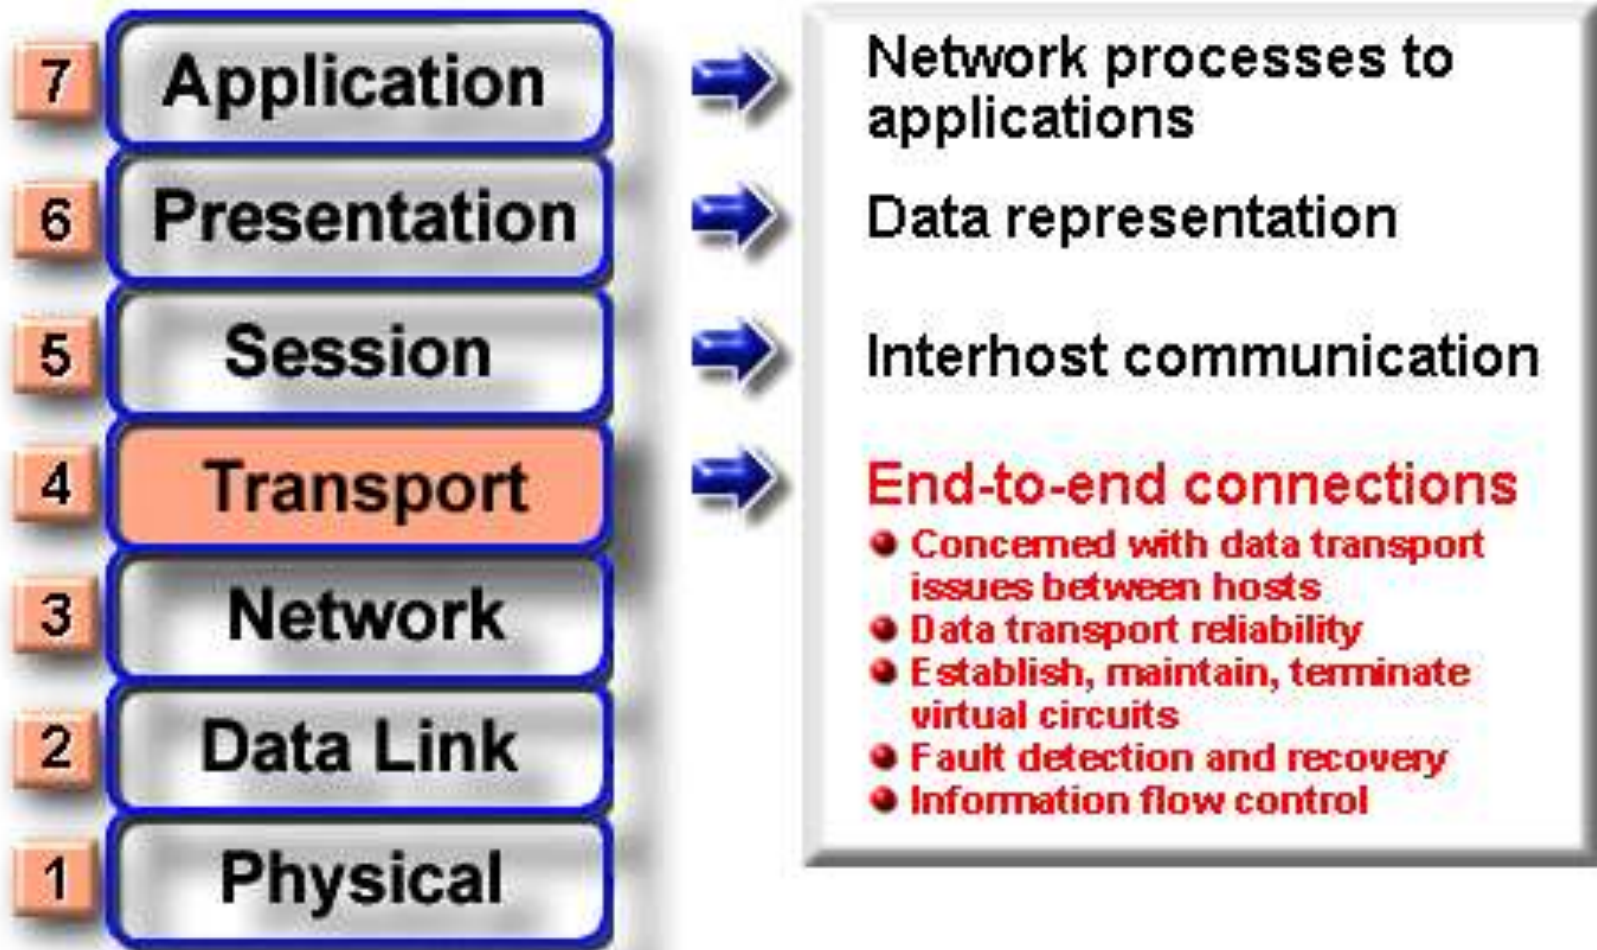 7 Application
Network processes to
applications
6 Presentation
Data representation
5 Session
Interhost communication
4 Transport
End-to-end connections
Concerned with data transport
issues between hosts
Data transport reliability
Establish, maintain, terminate
virtual circuits
Fault detection and recovery
Information flow control
3 Network
2 Data Link
1 Physical